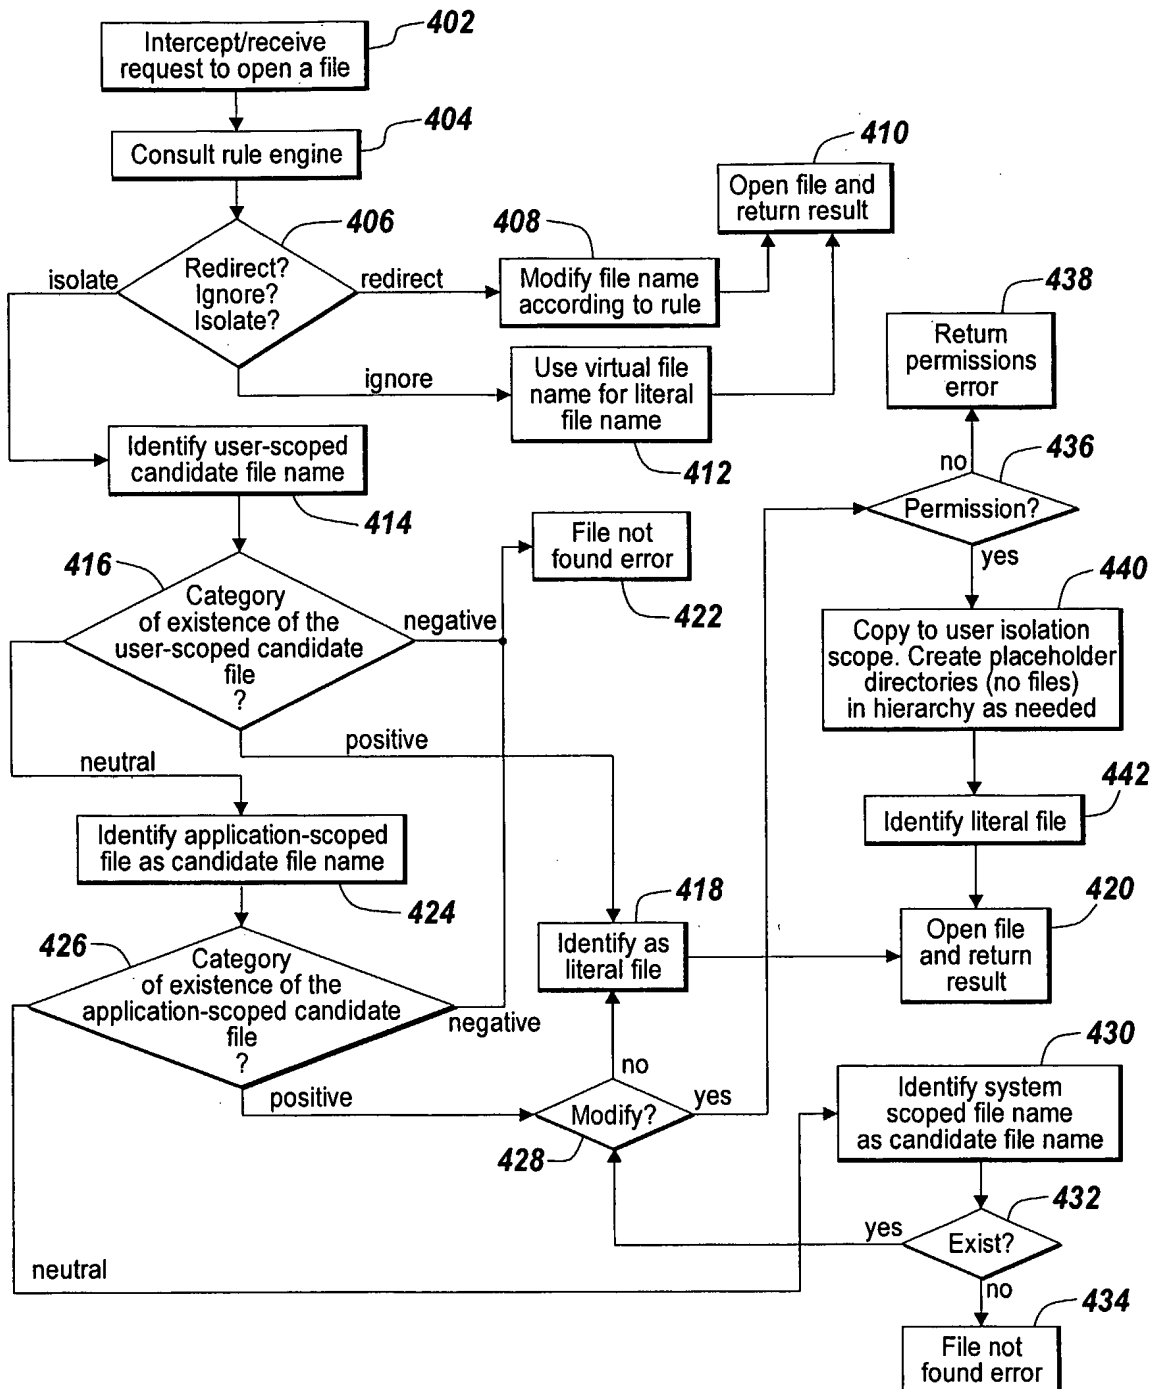 402
Intercept/receive
request to open a file
404
Consult rule engine
410
Open file and
return result
406
Redirect?
Ignore?
Isolate?
isolate
redirect
408
Modify file name
according to rule
ignore
Use virtual file
name for literal
file name
412
438
Return
permissions
error
Identify user-scoped
candidate file name
414
no
436
Permission?
yes
File not
found error
422
416
Category
of existence of the
user-scoped candidate
file
?
negative
440
Copy to user isolation
scope. Create placeholder
directories (no files)
in hierarchy as needed
positive
neutral
442
Identify literal file
Identify application-scoped
file as candidate file name
424
418
Identify as
literal file
420
Open file
and return
result
426
Category
of existence of the
application-scoped candidate
file
?
negative
positive
no
Modify?
yes
428
430
Identify system
scoped file name
as candidate file name
432
yes
Exist?
neutral
no
434
File not
found error